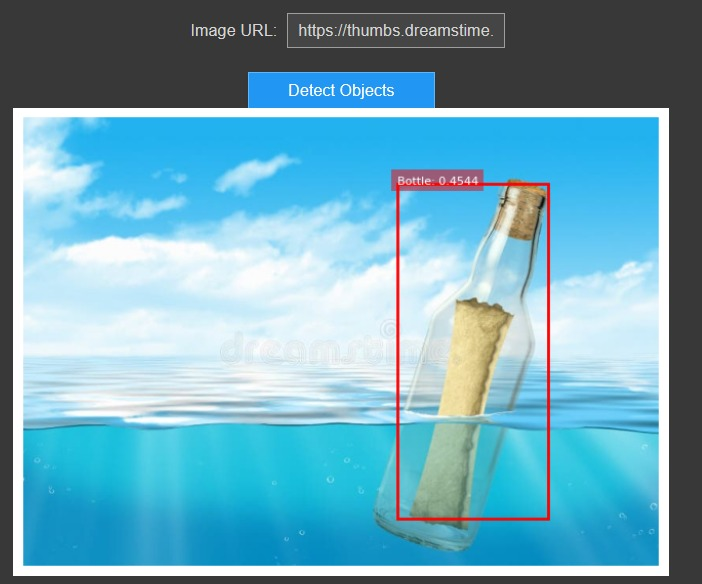 Image URL: https://thumbs.dreamstime.
Detect Objects
Bottle: 0.4544
dreamstime